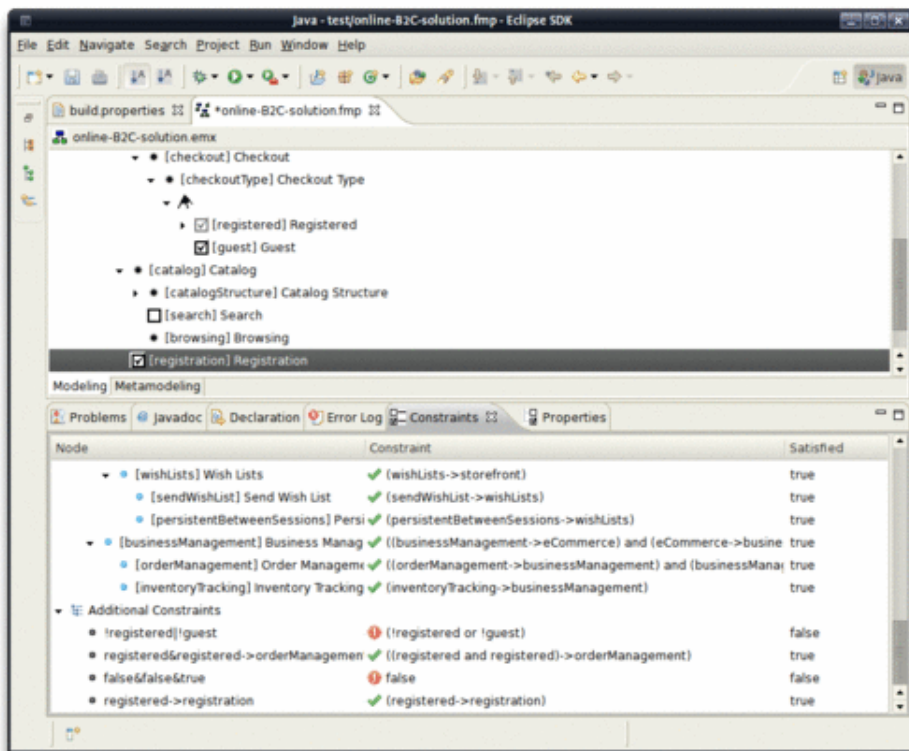 Java - test/online-B2C-solution.fmp - Eclipse SDK
File Edit Navigate Search Project Run Window Help
Java
build.properties *online-B2C-solution.fmp
online-B2C-solution.emx
[checkout] Checkout
[checkoutType] Checkout Type
[registered] Registered
[guest] Guest
[catalog] Catalog
[catalogStructure] Catalog Structure
[search] Search
[browsing] Browsing
[registration] Registration
Modeling Metamodeling
Problems Javadoc Declaration Error Log Constraints Properties
Node Constraint Satisfied
[wishLists] Wish Lists (wishLists->storefront) true
[sendWishList] Send Wish List (sendWishList->wishLists) true
[persistentBetweenSessions] Persi (persistentBetweenSessions->wishLists) true
[businessManagement] Business Manag ((businessManagement->eCommerce) and (eCommerce->busine true
[orderManagement] Order Manageme ((orderManagement->businessManagement) and (businessManag true
[inventoryTracking] Inventory Tracking (inventoryTracking->businessManagement) true
Additional Constraints
!registered|!guest (!registered or !guest) false
registered&registered->orderManagemen ((registered and registered)->orderManagement) true
false&false&true false false
registered->registration (registered->registration) true